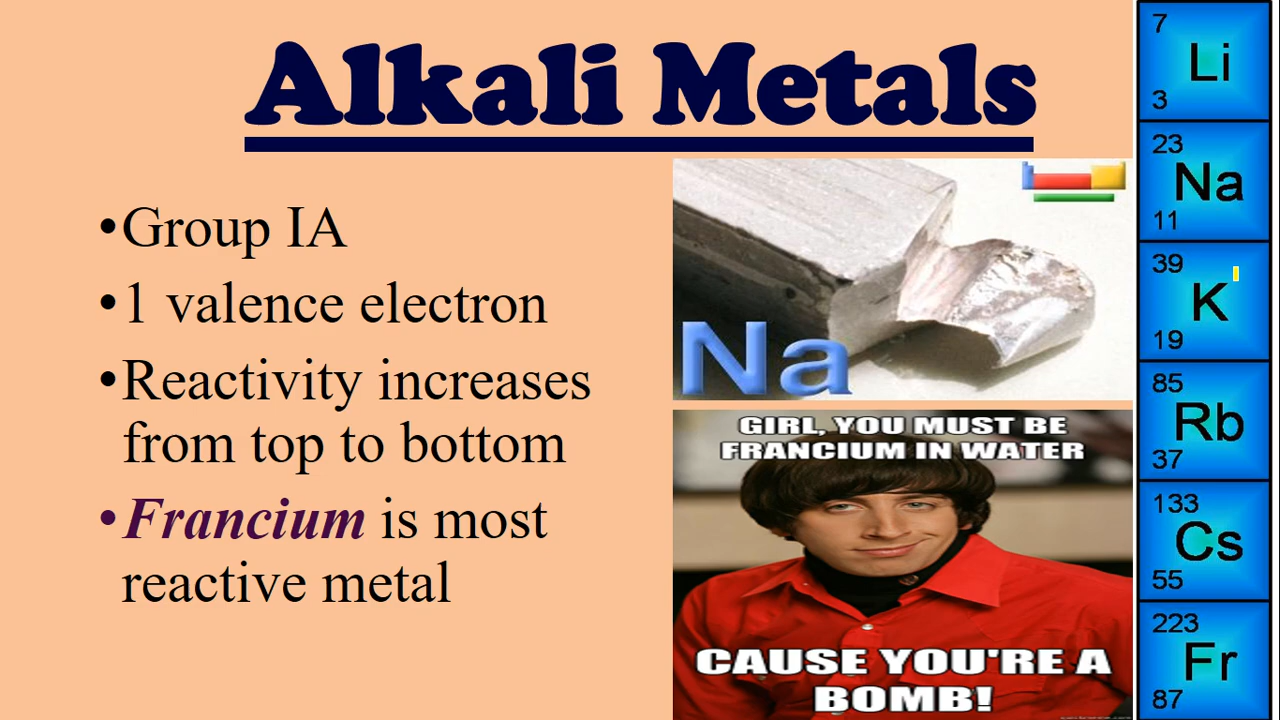 Alkali Metals
•Group IA
•1 valence electron
•Reactivity increases
from top to bottom
•Francium is most
reactive metal
Na
GIRL, YOU MUST BE
FRANCIUM IN WATER
CAUSE YOU'RE A
BOMB!
7
Li
3
23
Na
11
39
K
19
85
Rb
37
133
Cs
55
223
Fr
87